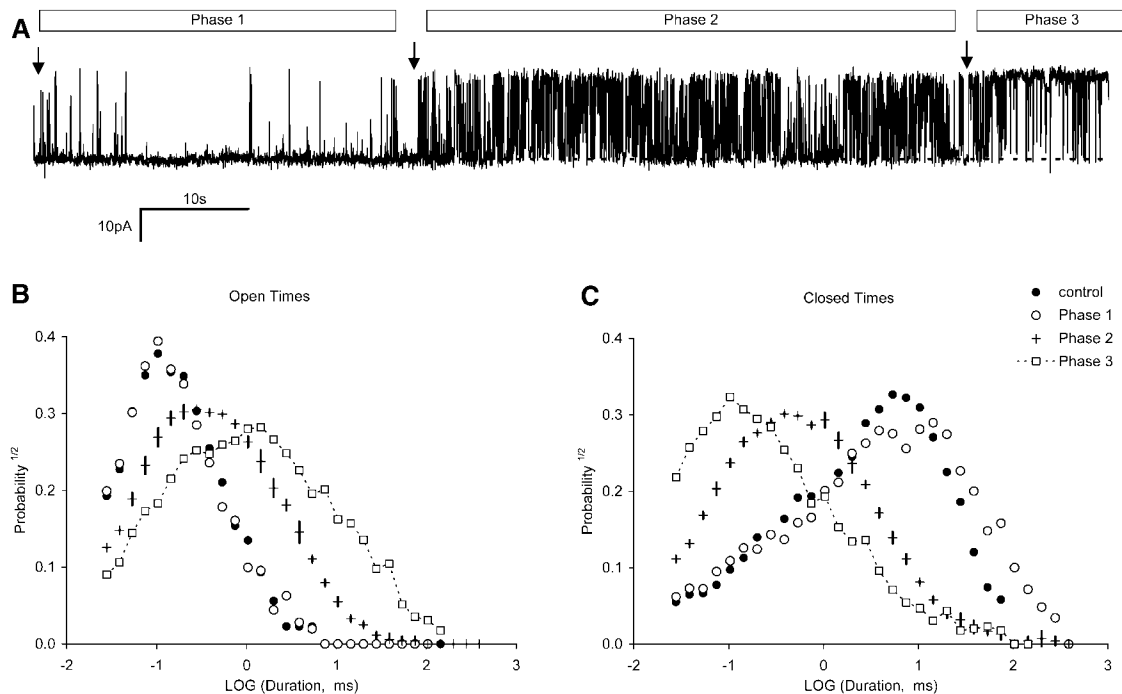 Phase 1
Phase 2
Phase 3
A
10s
10pA
B
Open Times
C
Closed Times
control
Phase 1
Phase 2
Phase 3
0.4
0.3
0.2
0.1
0.0
Probability 1/2
-2
-1
0
1
2
3
LOG (Duration, ms)
0.4
0.3
0.2
0.1
0.0
Probability 1/2
-2
-1
0
1
2
3
LOG (Duration, ms)